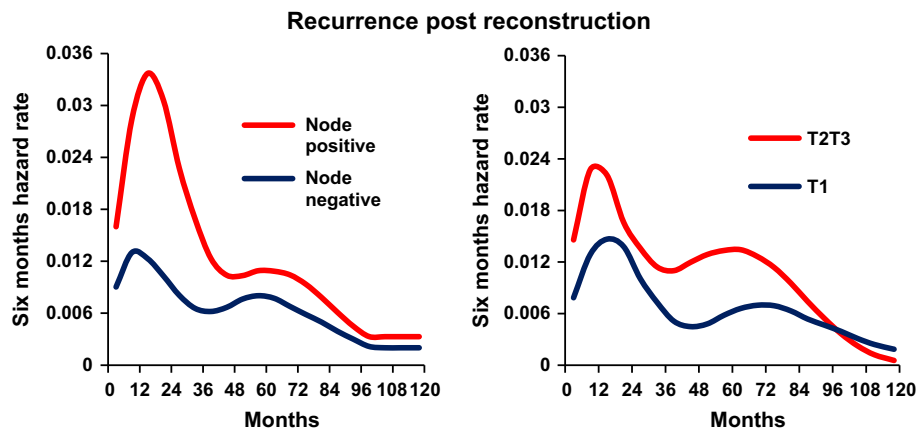 Recurrence post reconstruction
Six months hazard rate
0.036
0.03
0.024
0.018
0.012
0.006
0
Node
positive
Node
negative
0 12 24 36 48 60 72 84 96 108 120
Months
Six months hazard rate
0.036
0.03
0.024
0.018
0.012
0.006
0
T2T3
T1
0 12 24 36 48 60 72 84 96 108 120
Months